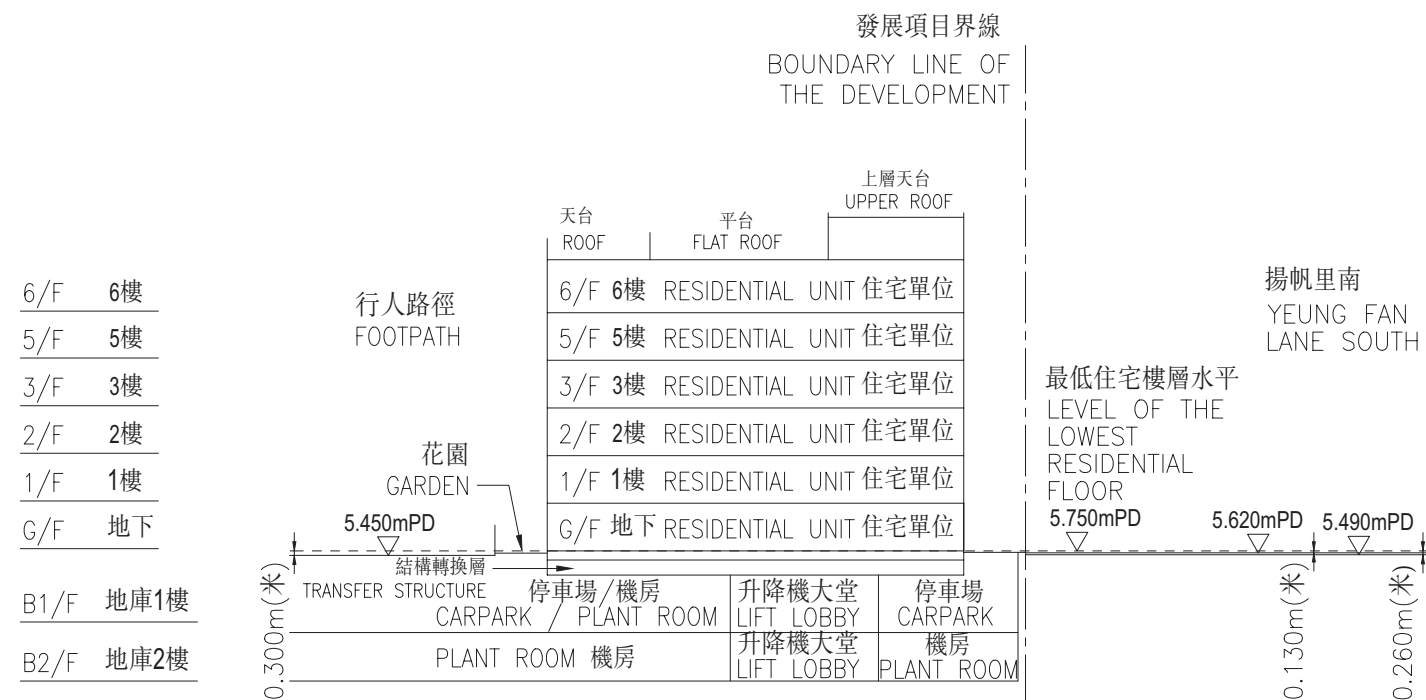 發展項目界線
BOUNDARY LINE OF
THE DEVELOPMENT
上層天台
UPPER ROOF
天台
ROOF
平台
FLAT ROOF
6/F 6樓
5/F 5樓
3/F 3樓
2/F 2樓
1/F 1樓
G/F 地下
B1/F 地庫1樓
B2/F 地庫2樓
行人路徑
FOOTPATH
花園
GARDEN
5.450mPD
0.300m(米)
6/F 6樓 RESIDENTIAL UNIT 住宅單位
5/F 5樓 RESIDENTIAL UNIT 住宅單位
3/F 3樓 RESIDENTIAL UNIT 住宅單位
2/F 2樓 RESIDENTIAL UNIT 住宅單位
1/F 1樓 RESIDENTIAL UNIT 住宅單位
G/F 地下 RESIDENTIAL UNIT 住宅單位
結構轉換層
TRANSFER STRUCTURE
停車場/機房
CARPARK / PLANT ROOM
升降機大堂
LIFT LOBBY
停車場
CARPARK
PLANT ROOM 機房
升降機大堂
LIFT LOBBY
機房
PLANT ROOM
揚帆里南
YEUNG FAN
LANE SOUTH
最低住宅樓層水平
LEVEL OF THE
LOWEST
RESIDENTIAL
FLOOR
5.750mPD
5.620mPD
5.490mPD
0.130m(米)
0.260m(米)